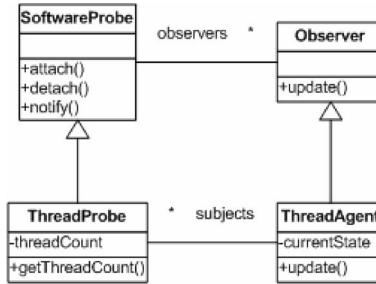 SoftwareProbe
+attach()
+detach()
+notify()
observers *
Observer
+update()
ThreadProbe
-threadCount
+getThreadCount()
* subjects
ThreadAgent
-currentState
+update()